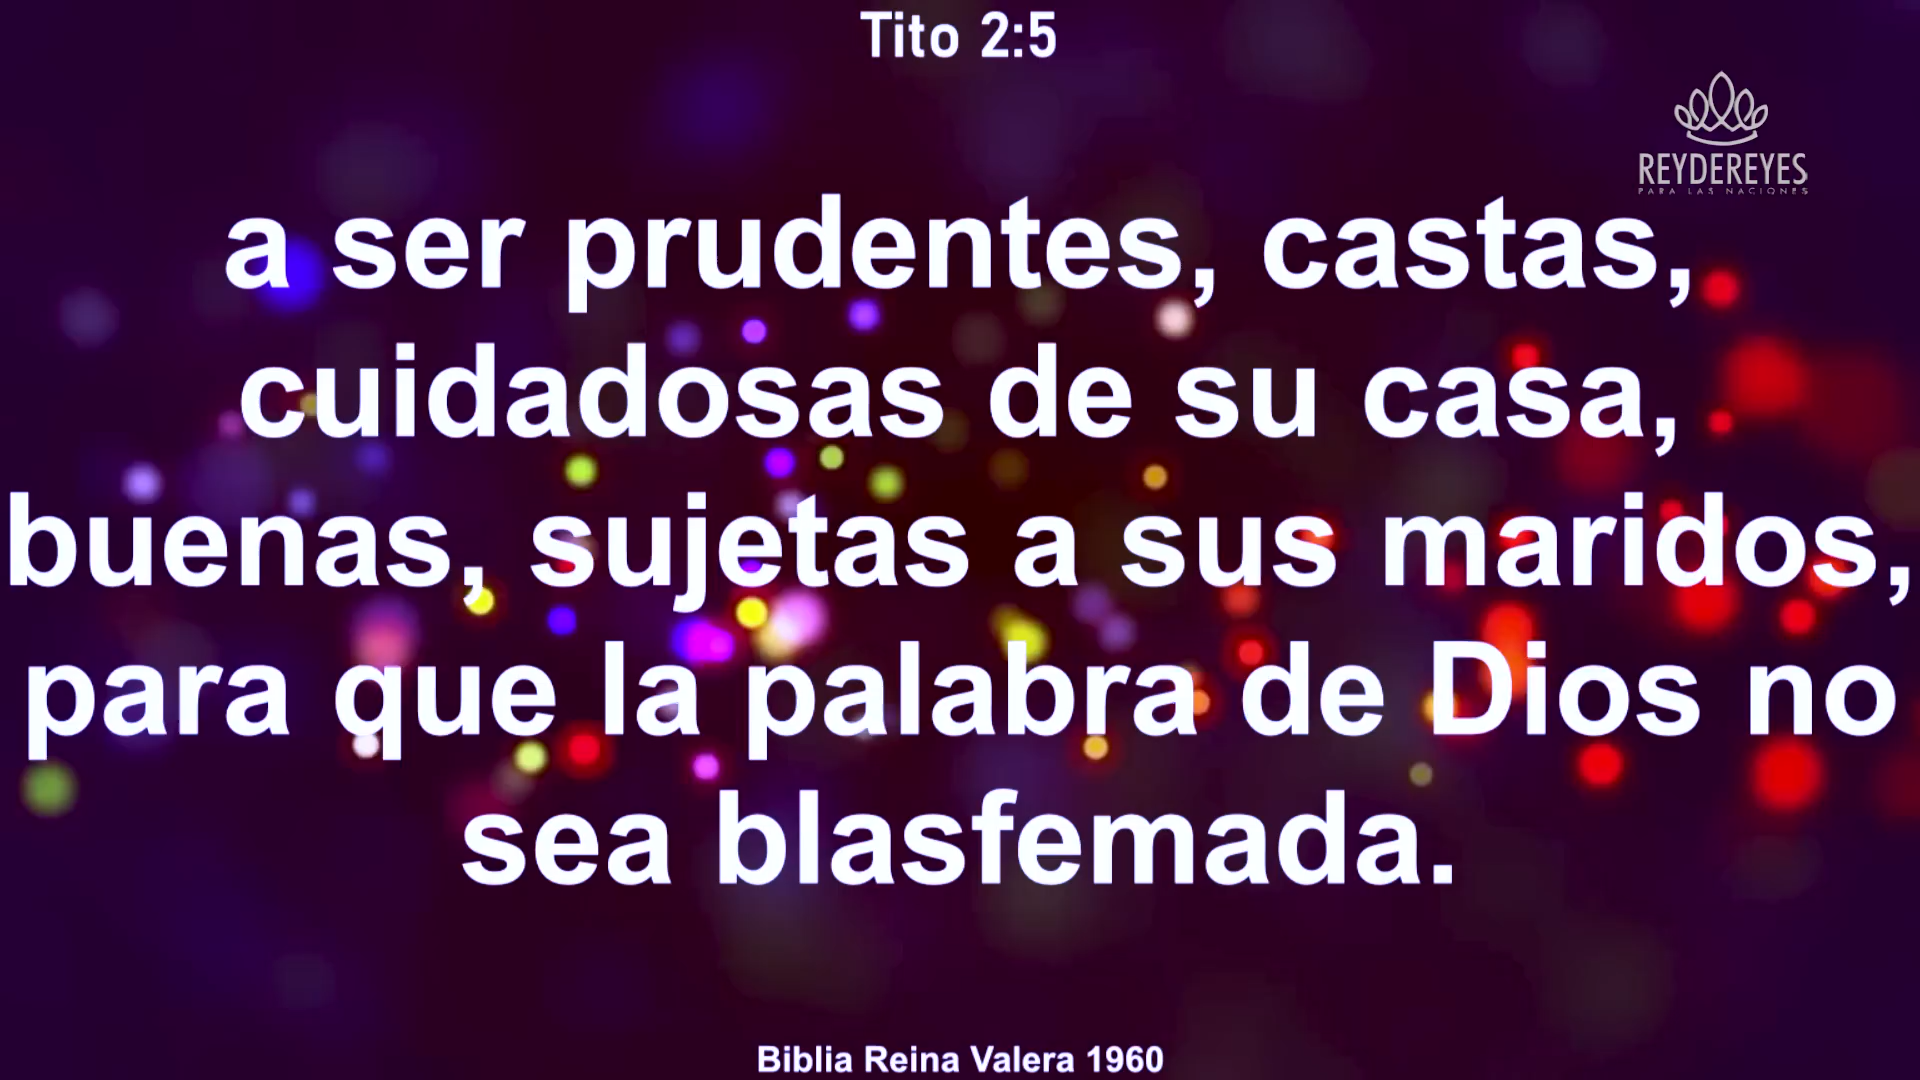 Tito 2:5
REYDEREYES
PARA LAS NACIONES
a ser prudentes, castas,
cuidadosas de su casa,
buenas, sujetas a sus maridos,
para que la palabra de Dios no
sea blasfemada.
Biblia Reina Valera 1960